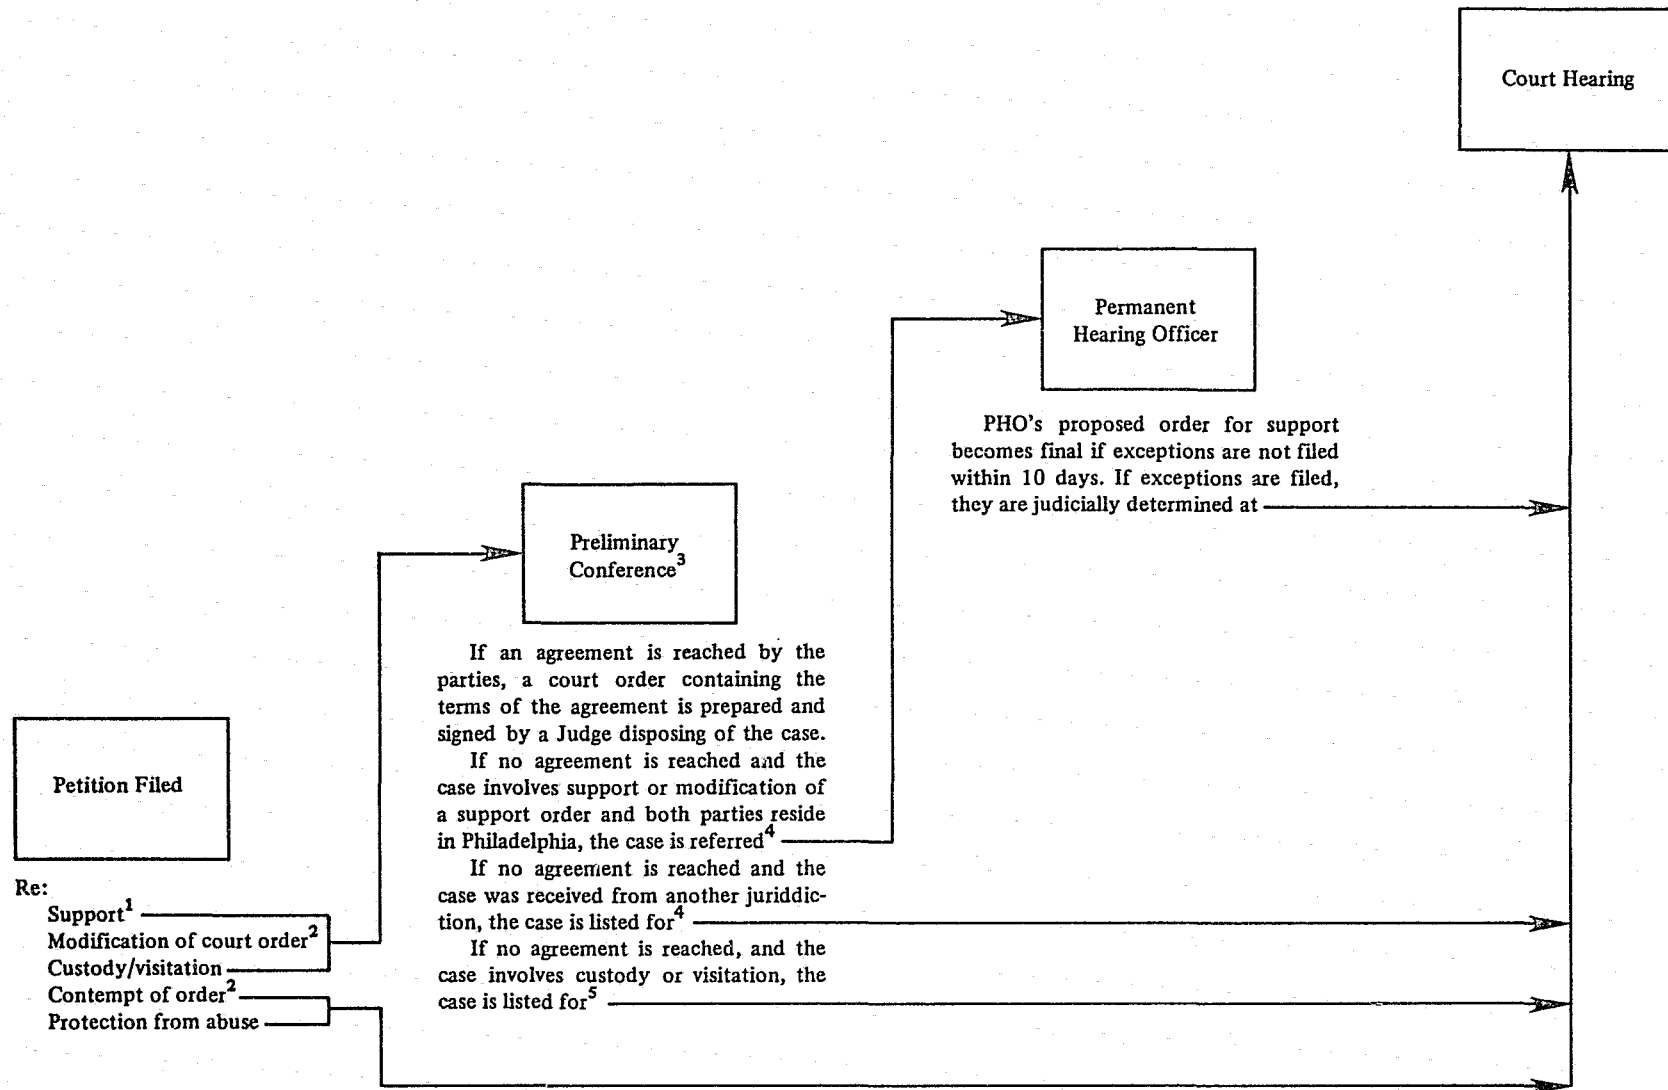 Court Hearing
Permanent
Hearing Officer
PHO's proposed order for support
becomes final if exceptions are not filed
within 10 days. If exceptions are filed,
they are judicially determined at
Preliminary
Conference3
If an agreement is reached by the
parties, a court order containing the
terms of the agreement is prepared and
signed by a Judge disposing of the case.
If no agreement is reached and the
case involves support or modification of
a support order and both parties reside
in Philadelphia, the case is referred4
If no agreement is reached and the
case was received from another juriddic-
tion, the case is listed for4
If no agreement is reached, and the
case involves custody or visitation, the
case is listed for5
Petition Filed
Re:
Support1
Modification of court order2
Custody/visitation
Contempt of order2
Protection from abuse